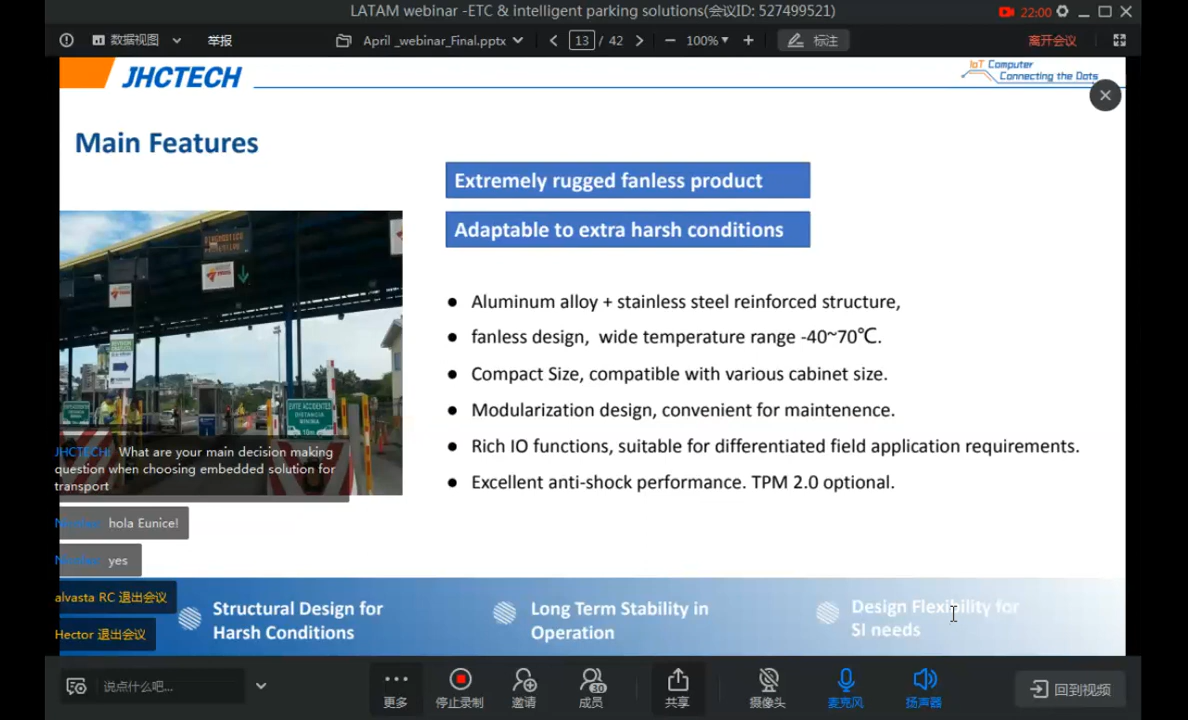 LATAM webinar -ETC & intelligent parking solutions(会议ID: 527499521)
22:00
数据视图
举报
April _webinar_Final.pptx
13 / 42
100%
标注
离开会议
JHCTECH
IoT Computer
Connecting the Dots
Main Features
Extremely rugged fanless product
Adaptable to extra harsh conditions
● Aluminum alloy + stainless steel reinforced structure,
● fanless design, wide temperature range -40~70℃.
● Compact Size, compatible with various cabinet size.
● Modularization design, convenient for maintenence.
● Rich IO functions, suitable for differentiated field application requirements.
● Excellent anti-shock performance. TPM 2.0 optional.
EVITE ACCIDENTES
DISTANCIA
MINIMA
10m
JHCTECH: What are your main decision making
question when choosing embedded solution for
transport
hola Eunice!
yes
alvasta RC 退出会议
Hector 退出会议
Structural Design for
Harsh Conditions
Long Term Stability in
Operation
Design Flexibility for
SI needs
说点什么吧...
更多
停止录制
邀请
30
成员
共享
摄像头
麦克风
扬声器
回到视频